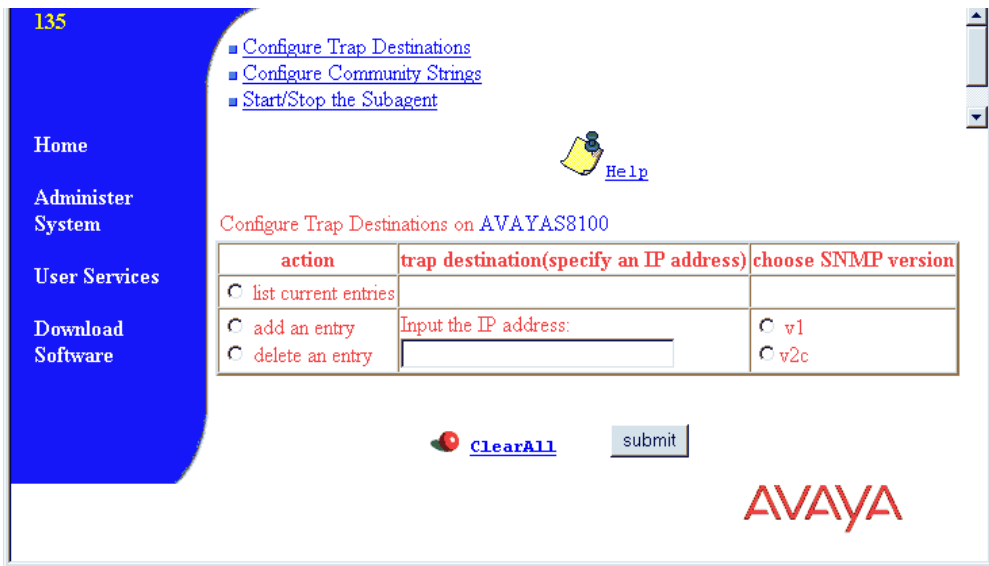 135
Configure Trap Destinations
Configure Community Strings
Start/Stop the Subagent
Home
Administer
System
User Services
Download
Software
Help
Configure Trap Destinations on AVAYAS8100
action trap destination(specify an IP address) choose SNMP version
list current entries
add an entry Input the IP address: v1
delete an entry v2c
ClearAll submit
AVAYA